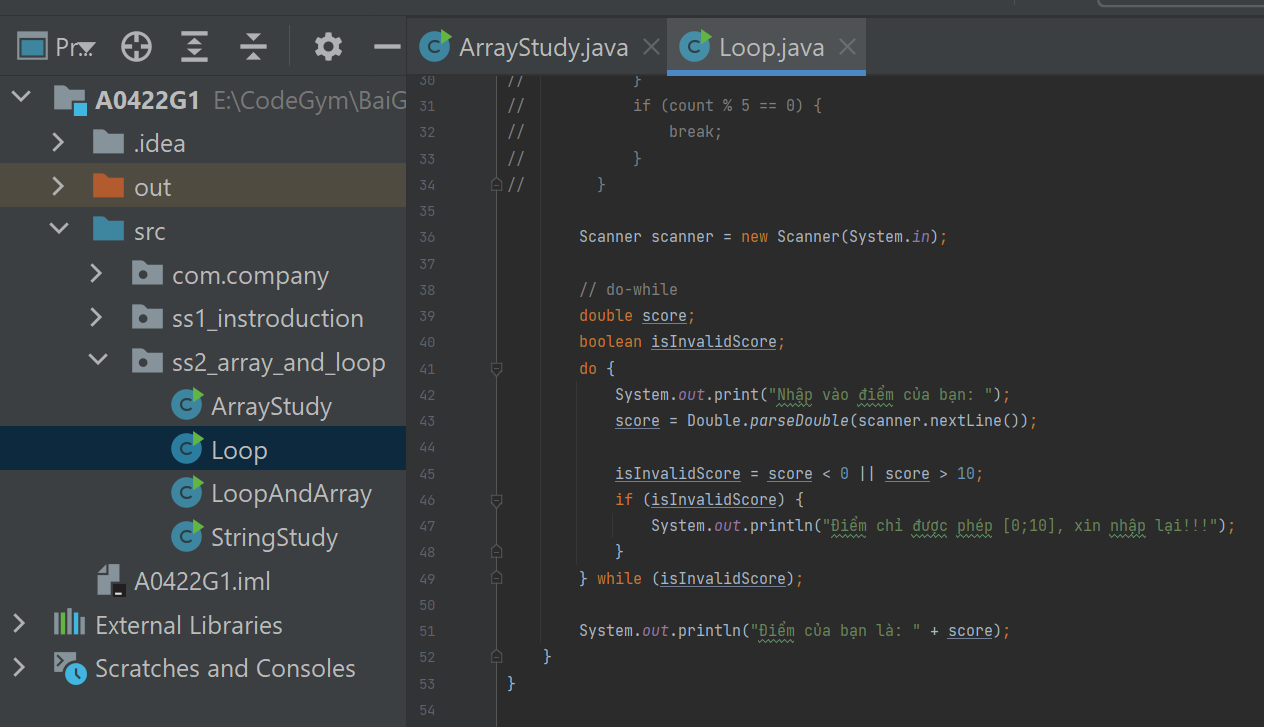 Pr...
ArrayStudy.java
Loop.java
A0422G1 E:\CodeGym\BaiG
.idea
out
src
com.company
ss1_instroduction
ss2_array_and_loop
ArrayStudy
Loop
LoopAndArray
StringStudy
A0422G1.iml
External Libraries
Scratches and Consoles
30 // }
31 // if (count % 5 == 0) {
32 // break;
33 // }
34 // }
35
36 Scanner scanner = new Scanner(System.in);
37
38 // do-while
39 double score;
40 boolean isInvalidScore;
41 do {
42 System.out.print("Nhập vào điểm của bạn: ");
43 score = Double.parseDouble(scanner.nextLine());
44
45 isInvalidScore = score < 0 || score > 10;
46 if (isInvalidScore) {
47 System.out.println("Điểm chỉ được phép [0;10], xin nhập lại!!!");
48 }
49 } while (isInvalidScore);
50
51 System.out.println("Điểm của bạn là: " + score);
52 }
53 }
54